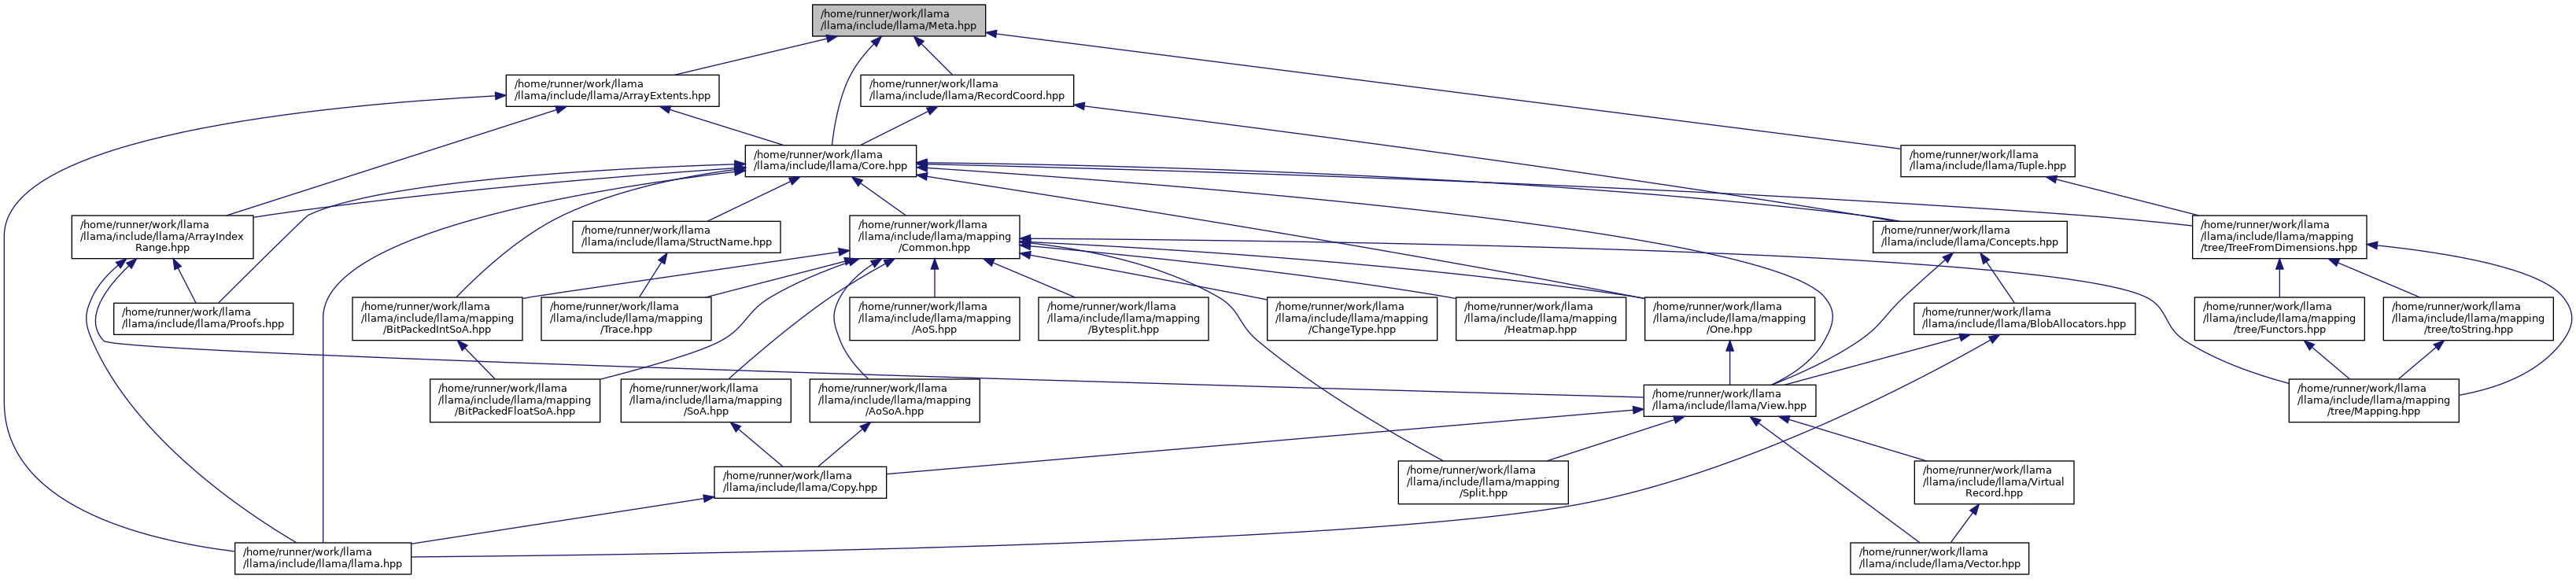 /home/runner/work/llama
/llama/include/llama/Meta.hpp
/home/runner/work/llama
/llama/include/llama/ArrayExtents.hpp
/home/runner/work/llama
/llama/include/llama/RecordCoord.hpp
/home/runner/work/llama
/llama/include/llama/Core.hpp
/home/runner/work/llama
/llama/include/llama/Tuple.hpp
/home/runner/work/llama
/llama/include/llama/ArrayIndex
Range.hpp
/home/runner/work/llama
/llama/include/llama/StructName.hpp
/home/runner/work/llama
/llama/include/llama/mapping
/Common.hpp
/home/runner/work/llama
/llama/include/llama/Concepts.hpp
/home/runner/work/llama
/llama/include/llama/mapping
/tree/TreeFromDimensions.hpp
/home/runner/work/llama
/llama/include/llama/Proofs.hpp
/home/runner/work/llama
/llama/include/llama/mapping
/BitPackedIntSoA.hpp
/home/runner/work/llama
/llama/include/llama/mapping
/Trace.hpp
/home/runner/work/llama
/llama/include/llama/mapping
/AoS.hpp
/home/runner/work/llama
/llama/include/llama/mapping
/Bytesplit.hpp
/home/runner/work/llama
/llama/include/llama/mapping
/ChangeType.hpp
/home/runner/work/llama
/llama/include/llama/mapping
/Heatmap.hpp
/home/runner/work/llama
/llama/include/llama/mapping
/One.hpp
/home/runner/work/llama
/llama/include/llama/BlobAllocators.hpp
/home/runner/work/llama
/llama/include/llama/mapping
/tree/Functors.hpp
/home/runner/work/llama
/llama/include/llama/mapping
/tree/toString.hpp
/home/runner/work/llama
/llama/include/llama/mapping
/BitPackedFloatSoA.hpp
/home/runner/work/llama
/llama/include/llama/mapping
/SoA.hpp
/home/runner/work/llama
/llama/include/llama/mapping
/AoSoA.hpp
/home/runner/work/llama
/llama/include/llama/View.hpp
/home/runner/work/llama
/llama/include/llama/mapping
/tree/Mapping.hpp
/home/runner/work/llama
/llama/include/llama/Copy.hpp
/home/runner/work/llama
/llama/include/llama/mapping
/Split.hpp
/home/runner/work/llama
/llama/include/llama/Virtual
Record.hpp
/home/runner/work/llama
/llama/include/llama/llama.hpp
/home/runner/work/llama
/llama/include/llama/Vector.hpp